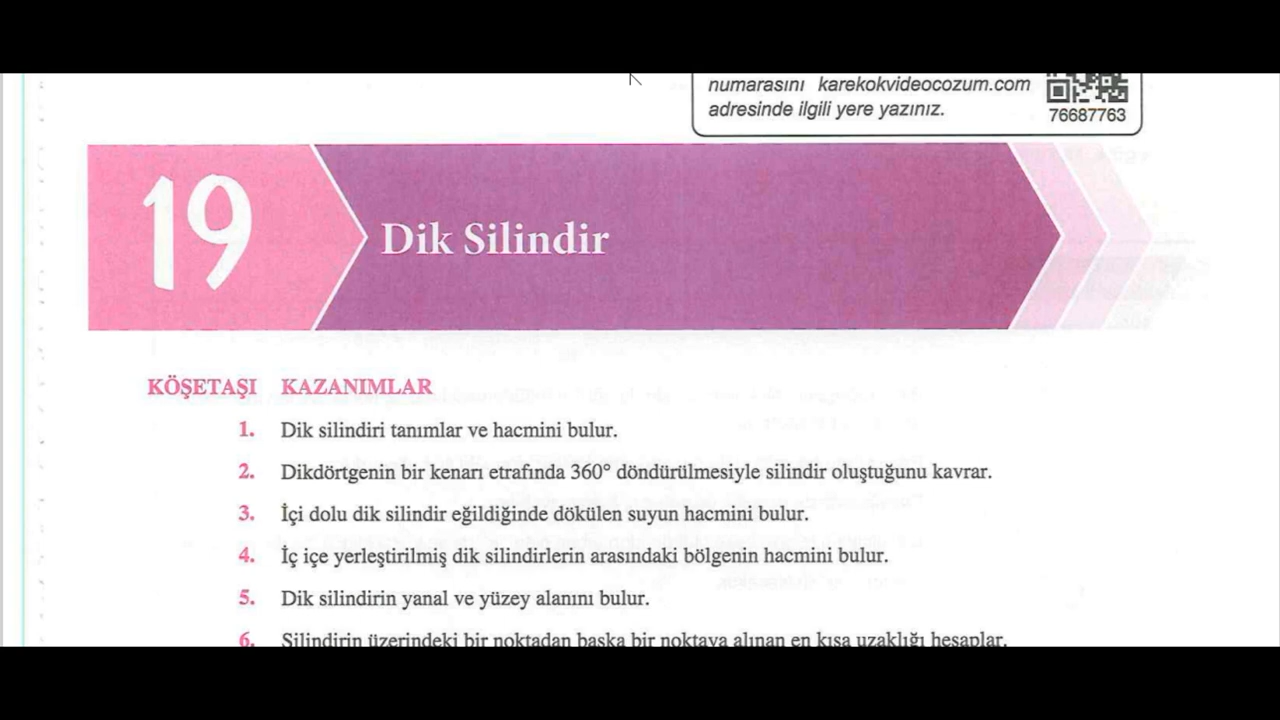 numarasını karekokvideocozum.com
adresinde ilgili yere yazınız.
76687763
19
Dik Silindir
KÖŞETAŞI KAZANIMLAR
1. Dik silindiri tanımlar ve hacmini bulur.
2. Dikdörtgenin bir kenarı etrafında 360° döndürülmesiyle silindir oluştuğunu kavrar.
3. İçi dolu dik silindir eğildiğinde dökülen suyun hacmini bulur.
4. İç içe yerleştirilmiş dik silindirlerin arasındaki bölgenin hacmini bulur.
5. Dik silindirin yanal ve yüzey alanını bulur.
6. Silindirin üzerindeki bir noktadan başka bir noktaya alınan en kısa uzaklığı hesaplar.